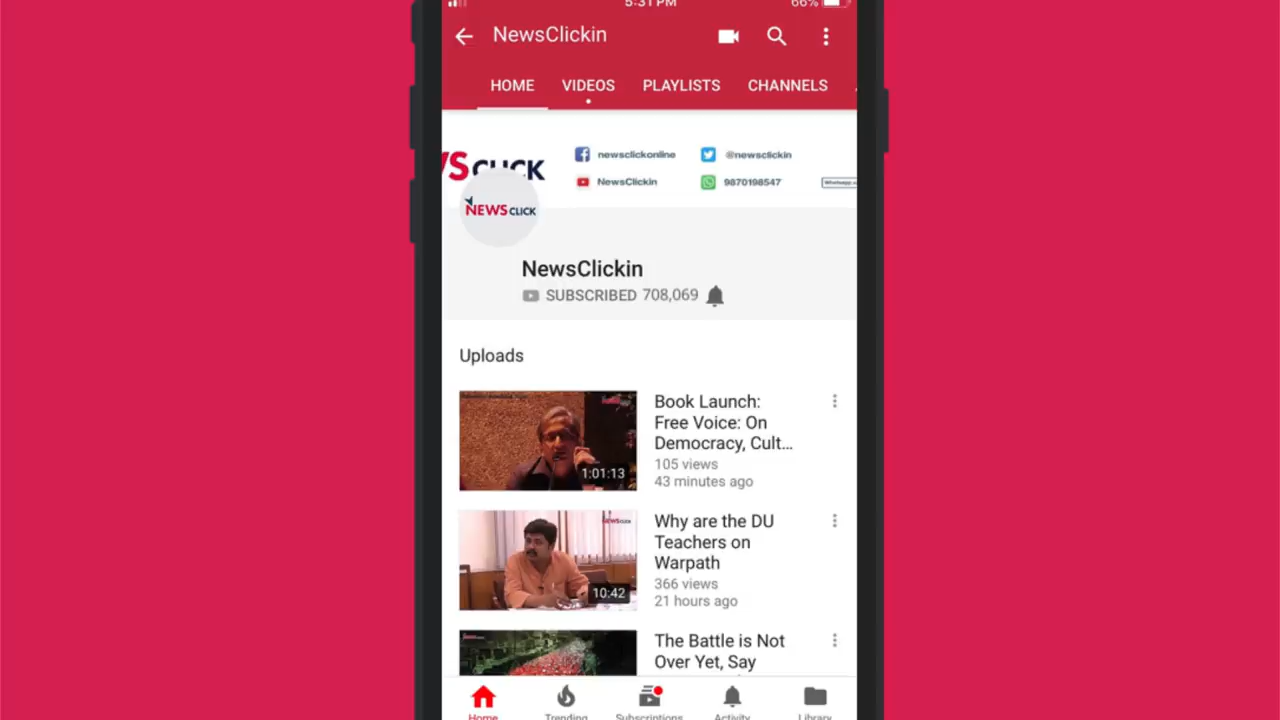 5:31 PM
66%
NewsClickin
HOME VIDEOS PLAYLISTS CHANNELS
S CLICK
newsclickonline
@newsclickin
NewsClickin
9870198547
NEWS CLICK
NewsClickin
SUBSCRIBED 708,069
Uploads
Book Launch:
Free Voice: On
Democracy, Cult...
105 views
43 minutes ago
1:01:13
NEWSCLICK
Why are the DU
Teachers on
Warpath
366 views
21 hours ago
10:42
The Battle is Not
Over Yet, Say
Home Trending Subscriptions Activity Library